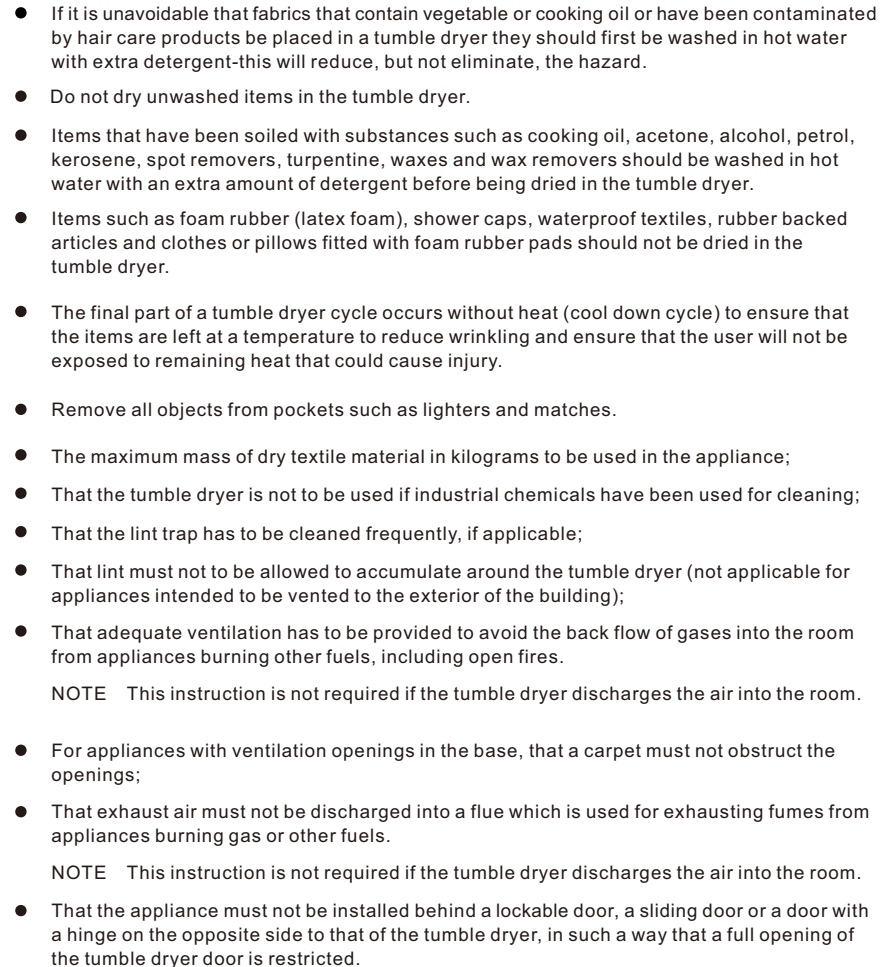 ● If it is unavoidable that fabrics that contain vegetable or cooking oil or have been contaminated
by hair care products be placed in a tumble dryer they should first be washed in hot water
with extra detergent-this will reduce, but not eliminate, the hazard.
● Do not dry unwashed items in the tumble dryer.
● Items that have been soiled with substances such as cooking oil, acetone, alcohol, petrol,
kerosene, spot removers, turpentine, waxes and wax removers should be washed in hot
water with an extra amount of detergent before being dried in the tumble dryer.
● Items such as foam rubber (latex foam), shower caps, waterproof textiles, rubber backed
articles and clothes or pillows fitted with foam rubber pads should not be dried in the
tumble dryer.
● The final part of a tumble dryer cycle occurs without heat (cool down cycle) to ensure that
the items are left at a temperature to reduce wrinkling and ensure that the user will not be
exposed to remaining heat that could cause injury.
● Remove all objects from pockets such as lighters and matches.
● The maximum mass of dry textile material in kilograms to be used in the appliance;
● That the tumble dryer is not to be used if industrial chemicals have been used for cleaning;
● That the lint trap has to be cleaned frequently, if applicable;
● That lint must not to be allowed to accumulate around the tumble dryer (not applicable for
appliances intended to be vented to the exterior of the building);
● That adequate ventilation has to be provided to avoid the back flow of gases into the room
from appliances burning other fuels, including open fires.
NOTE This instruction is not required if the tumble dryer discharges the air into the room.
● For appliances with ventilation openings in the base, that a carpet must not obstruct the
openings;
● That exhaust air must not be discharged into a flue which is used for exhausting fumes from
appliances burning gas or other fuels.
NOTE This instruction is not required if the tumble dryer discharges the air into the room.
● That the appliance must not be installed behind a lockable door, a sliding door or a door with
a hinge on the opposite side to that of the tumble dryer, in such a way that a full opening of
the tumble dryer door is restricted.